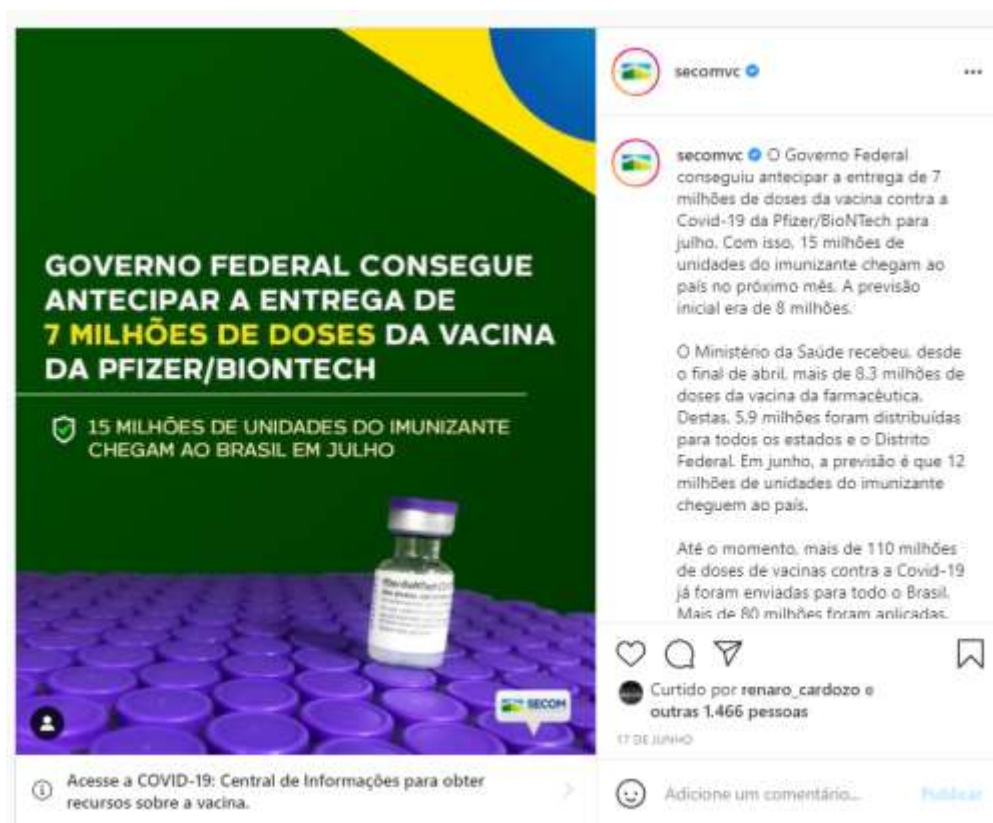 GOVERNO FEDERAL CONSEGUE
ANTECIPAR A ENTREGA DE
7 MILHÕES DE DOSES DA VACINA
DA PFIZER/BIONTECH
15 MILHÕES DE UNIDADES DO IMUNIZANTE
CHEGAM AO BRASIL EM JULHO
SECOM
Acesse a COVID-19: Central de Informações para obter
recursos sobre a vacina.
secomvc
secomvc O Governo Federal
conseguiu antecipar a entrega de 7
milhões de doses da vacina contra a
Covid-19 da Pfizer/BioNTech para
julho. Com isso, 15 milhões de
unidades do imunizante chegam ao
país no próximo mês. A previsão
inicial era de 8 milhões.
O Ministério da Saúde recebeu, desde
o final de abril, mais de 8,3 milhões de
doses da vacina da farmacêutica.
Destas, 5,9 milhões foram distribuídas
para todos os estados e o Distrito
Federal. Em junho, a previsão é que 12
milhões de unidades do imunizante
cheguem ao país.
Até o momento, mais de 110 milhões
de doses de vacinas contra a Covid-19
já foram enviadas para todo o Brasil.
Mais de 80 milhões foram aplicadas.
Curtido por renaro_cardozo e
outras 1.466 pessoas
17 DE JUNHO
Adicione um comentário...
Publicar